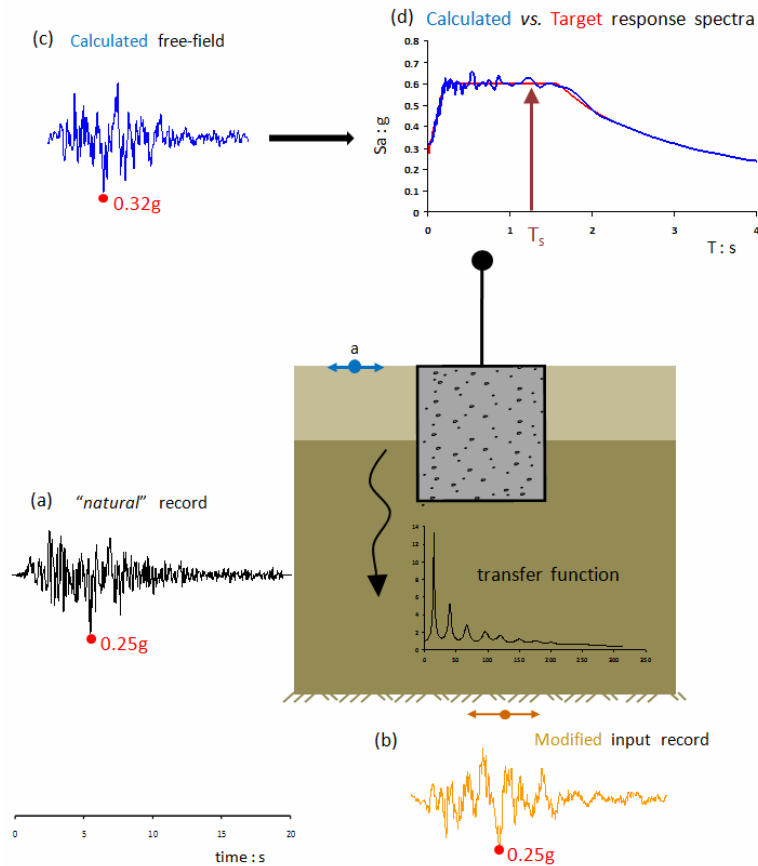 (c) Calculated free-field
0.32g
(d) Calculated vs. Target response spectra
Sa : g
0.8
0.7
0.6
0.5
0.4
0.3
0.2
0.1
0
0 1 2 3 4
Ts
T : s
a
(a) "natural" record
0.25g
transfer function
14
12
10
8
6
4
2
0
0 50 100 150 200 250 300 350
(b) Modified input record
0.25g
0 5 10 15 20
time : s